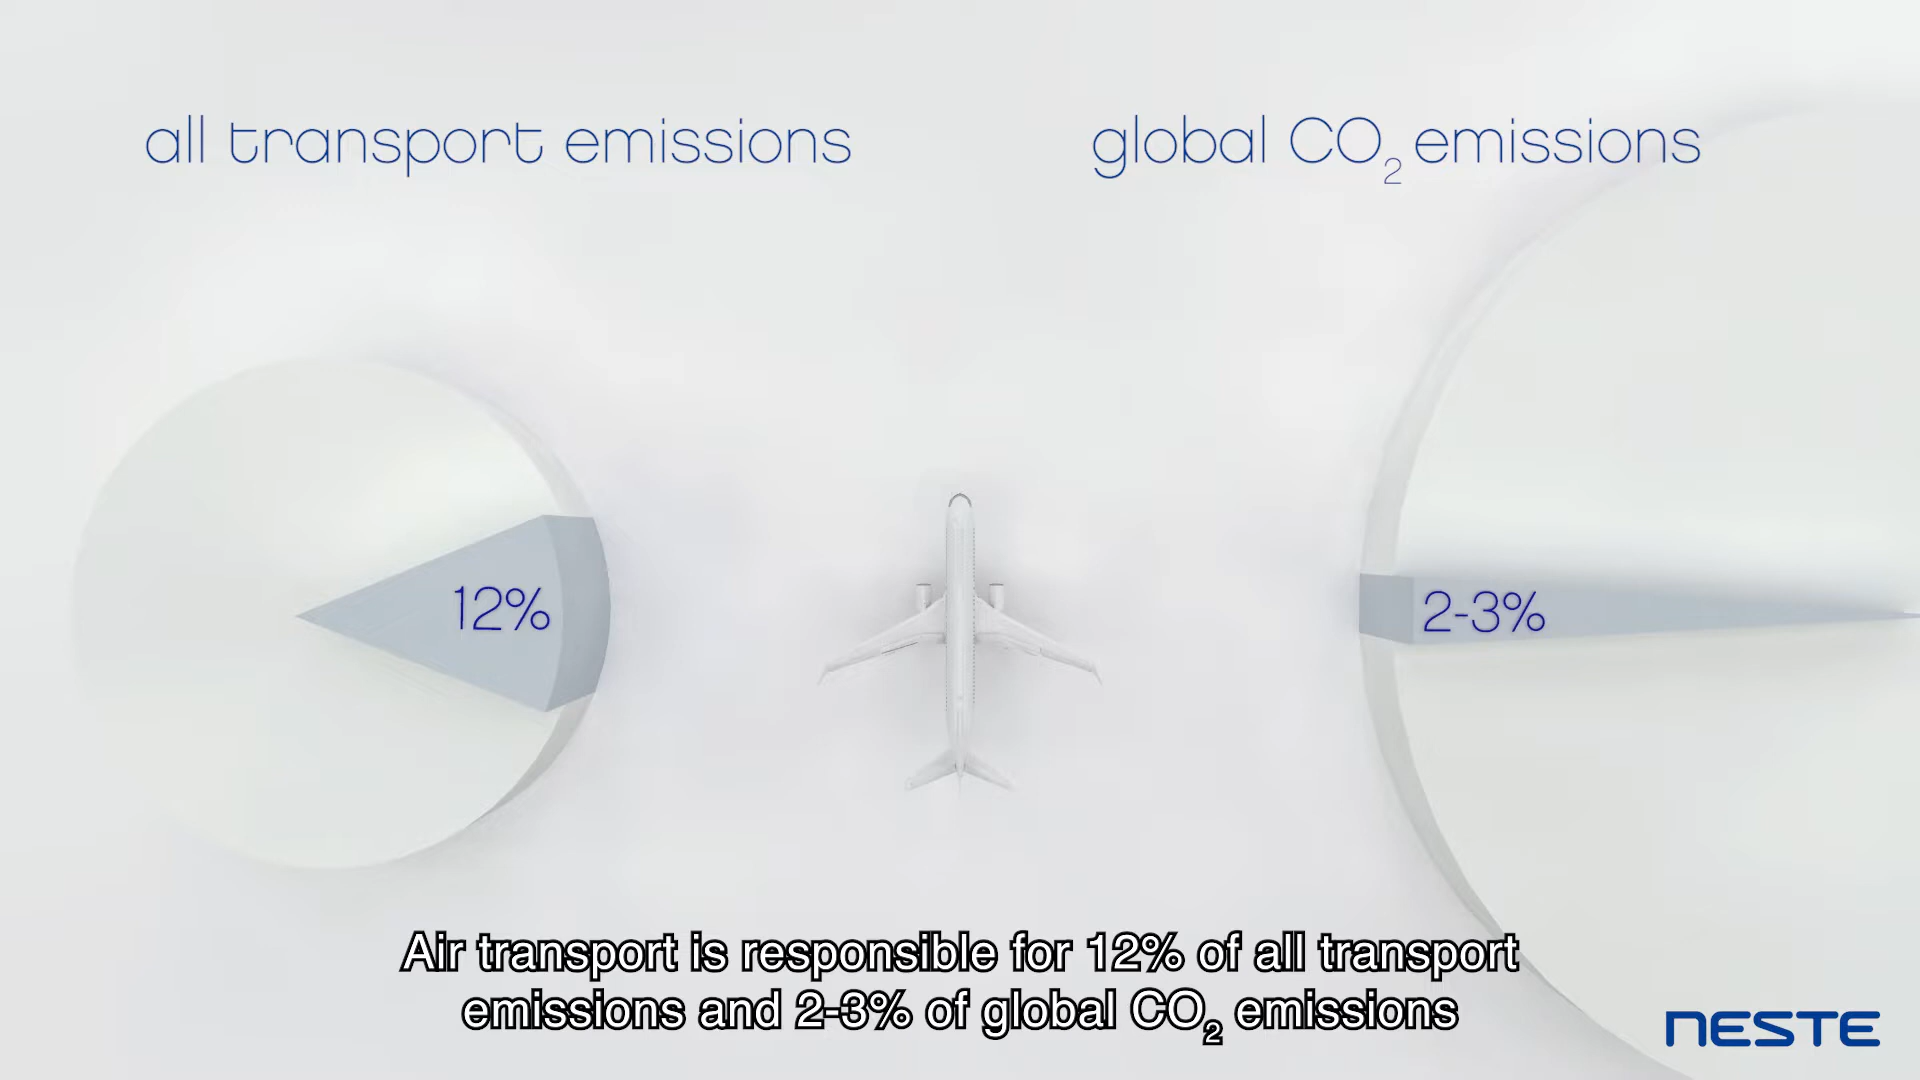 all transport emissions
global CO₂ emissions
12%
2-3%
Air transport is responsible for 12% of all transport
emissions and 2-3% of global CO₂ emissions
NESTE